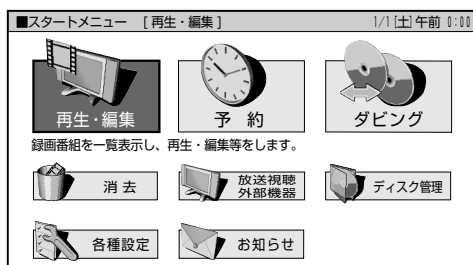 ■スタートメニュー [再生・編集] 1/1[土]午前 0:00
再生・編集
予 約
ダビング
録画番組を一覧表示し、再生・編集等をします。
消 去
放送視聴
外部機器
ディスク管理
各種設定
お知らせ